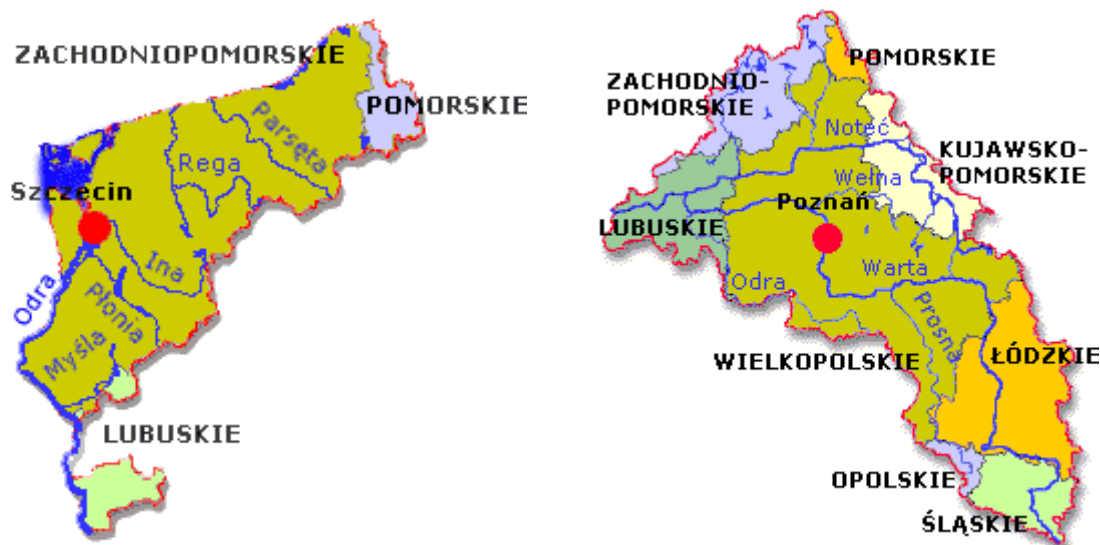 ZACHODNIOPOMORSKIE
POMORSKIE
Parsęta
Rega
Szczecin
Ina
Odra
Płonia
Myśla
LUBUSKIE
POMORSKIE
ZACHODNIO-
POMORSKIE
Noteć
KUJAWSKO-
POMORSKIE
Wełna
Poznań
LUBUSKIE
Warta
Odra
Prosna
WIELKOPOLSKIE
ŁÓDZKIE
OPOLSKIE
ŚLĄSKIE